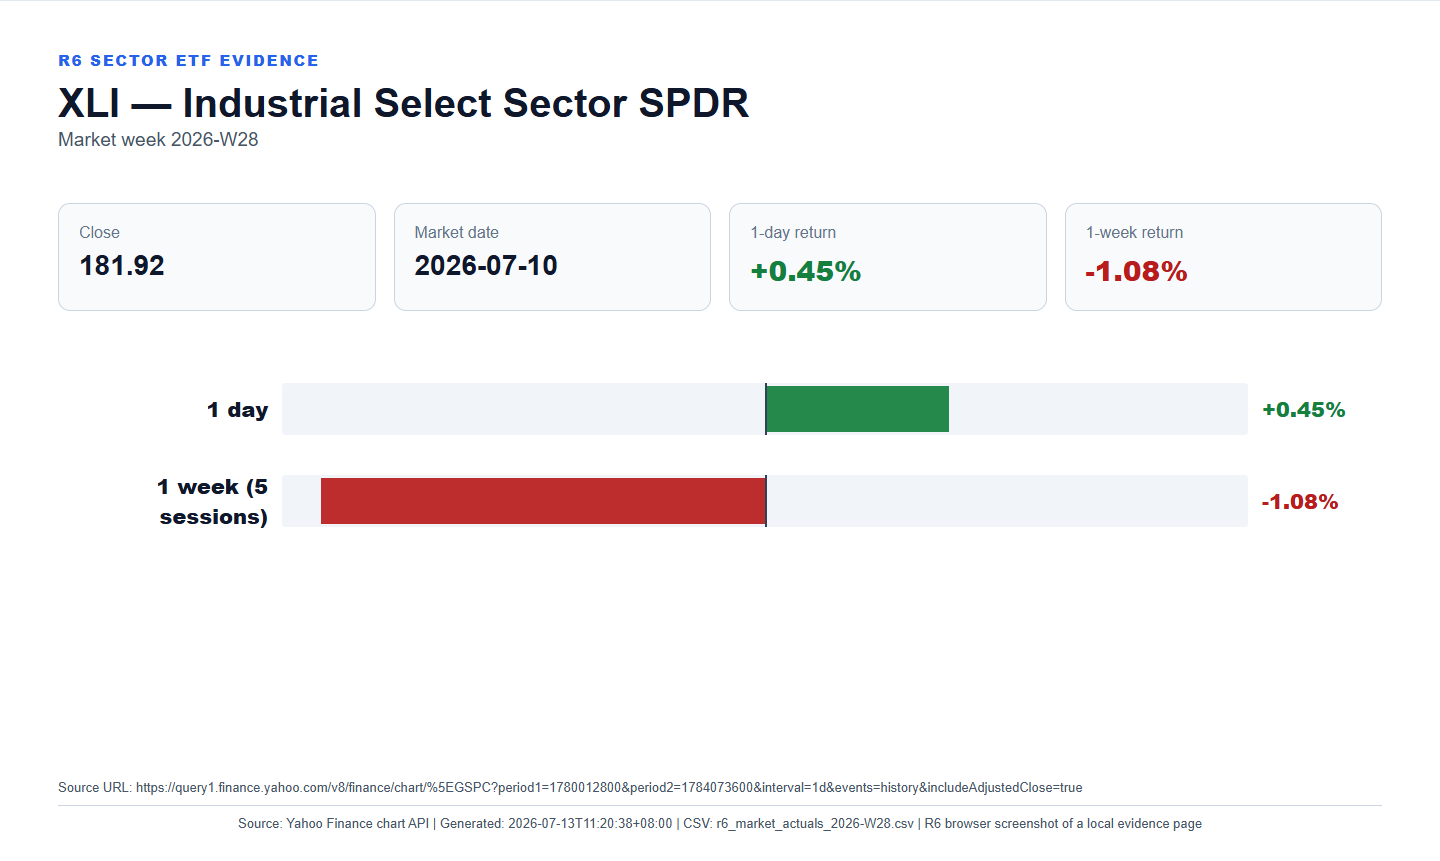 R6 SECTOR ETF EVIDENCE
XLI — Industrial Select Sector SPDR
Market week 2026-W28
Close
181.92
Market date
2026-07-10
1-day return
+0.45%
1-week return
-1.08%
1 day
+0.45%
1 week (5
sessions)
-1.08%
Source URL: https://query1.finance.yahoo.com/v8/finance/chart/%5EGSPC?period1=1780012800&period2=1784073600&interval=1d&events=history&includeAdjustedClose=true
Source: Yahoo Finance chart API | Generated: 2026-07-13T11:20:38+08:00 | CSV: r6_market_actuals_2026-W28.csv | R6 browser screenshot of a local evidence page